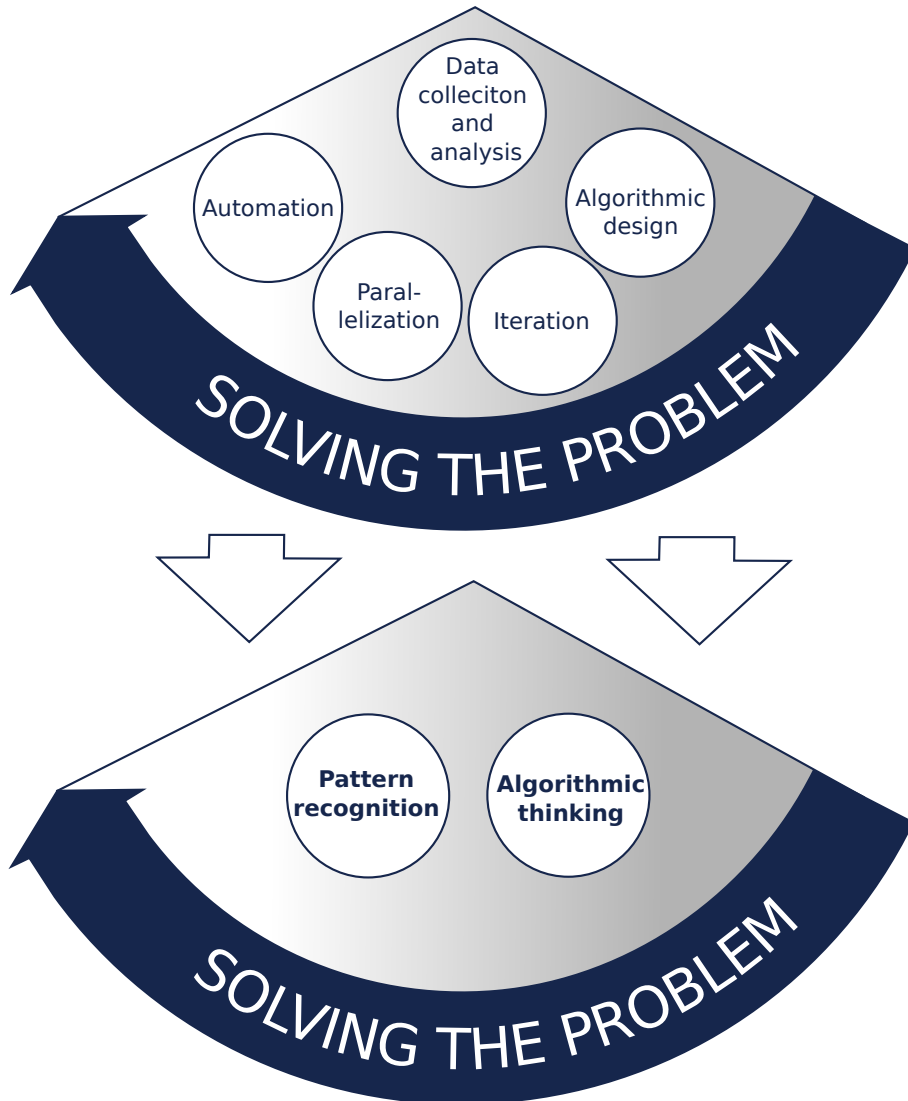 Data
colleciton
and
analysis
Automation
Algorithmic
design
Paral-
lelization
Iteration
SOLVING THE PROBLEM
Pattern
recognition
Algorithmic
thinking
SOLVING THE PROBLEM